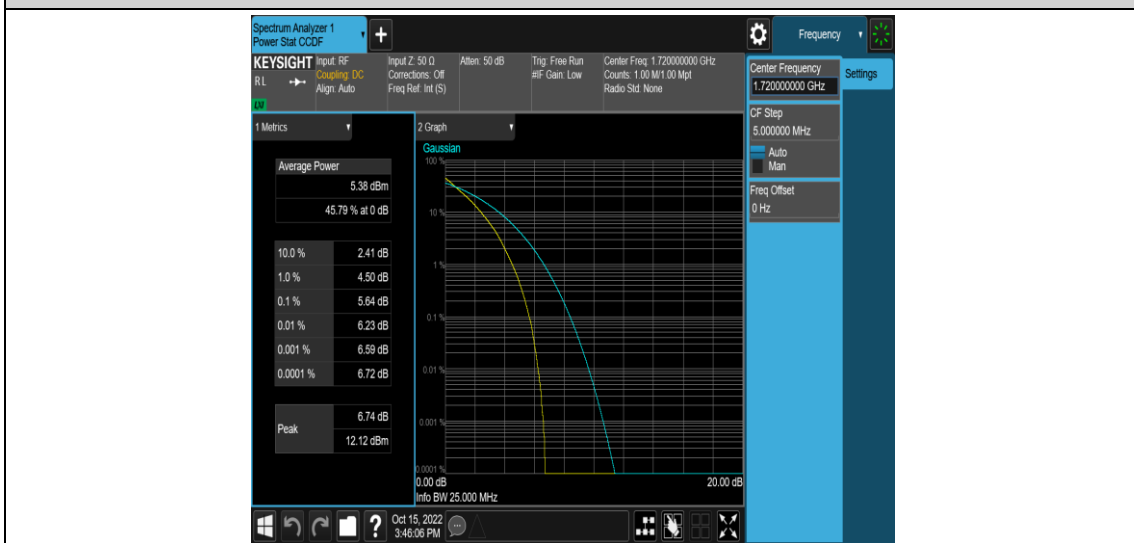 Spectrum Analyzer 1
Power Stat CCDF
+
Frequency
KEYSIGHT
RL
LXI
Input: RF
Coupling: DC
Align: Auto
Input Z: 50 Ω
Corrections: Off
Freq Ref: Int (S)
Atten: 50 dB
Trig: Free Run
#IF Gain: Low
Center Freq: 1.720000000 GHz
Counts: 1.00 M/1.00 Mpt
Radio Std: None
Center Frequency
1.720000000 GHz
Settings
CF Step
5.000000 MHz
Auto
Man
Freq Offset
0 Hz
1 Metrics
Average Power
5.38 dBm
45.79 % at 0 dB
10.0 % 2.41 dB
1.0 % 4.50 dB
0.1 % 5.64 dB
0.01 % 6.23 dB
0.001 % 6.59 dB
0.0001 % 6.72 dB
Peak
6.74 dB
12.12 dBm
2 Graph
Gaussian
100 %
10 %
1 %
0.1 %
0.01 %
0.001 %
0.0001 %
0.00 dB
20.00 dB
Info BW 25.000 MHz
?
Oct 15, 2022
3:46:06 PM